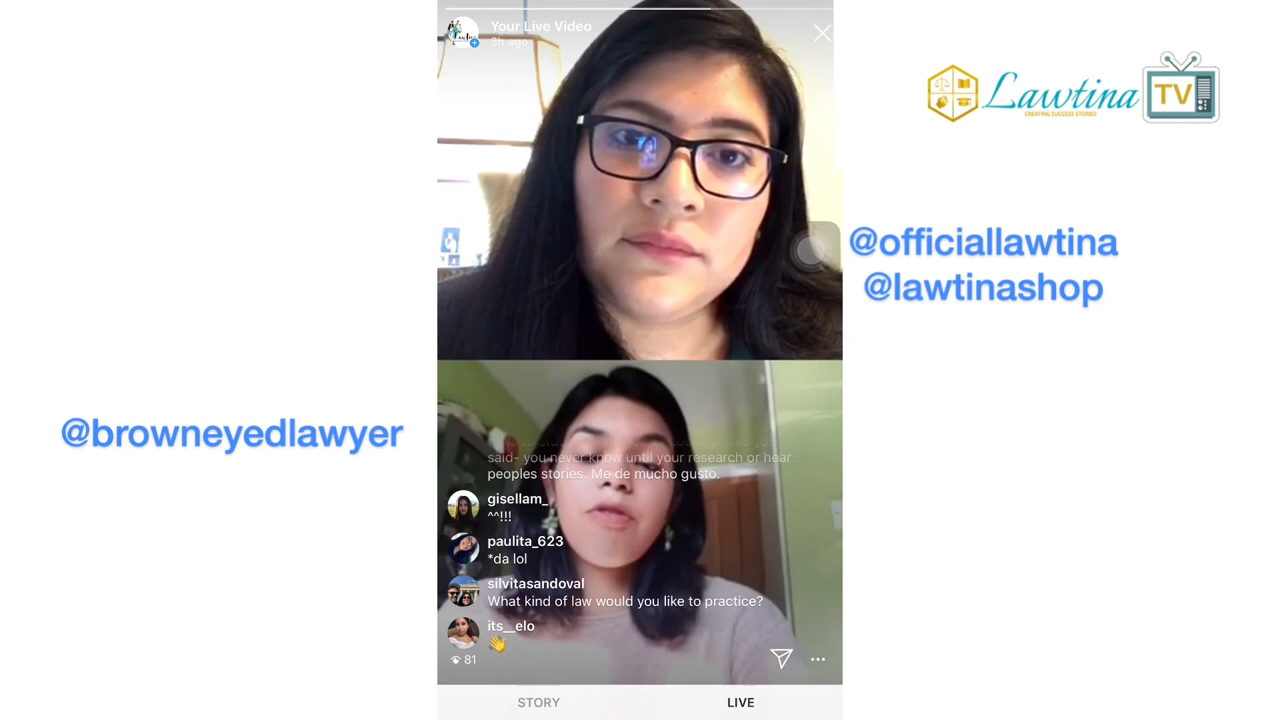 Your Live Video
3h ago
Lawtina TV
CREATING SUCCESS STORIES
@officiallawtina
@lawtinashop
@browneyedlawyer
said- you never know until your research or hear
peoples stories. Me de mucho gusto.
gisellam_
^^!!!
paulita_623
*da lol
silvitasandoval
What kind of law would you like to practice?
its__elo
👋
81
STORY
LIVE